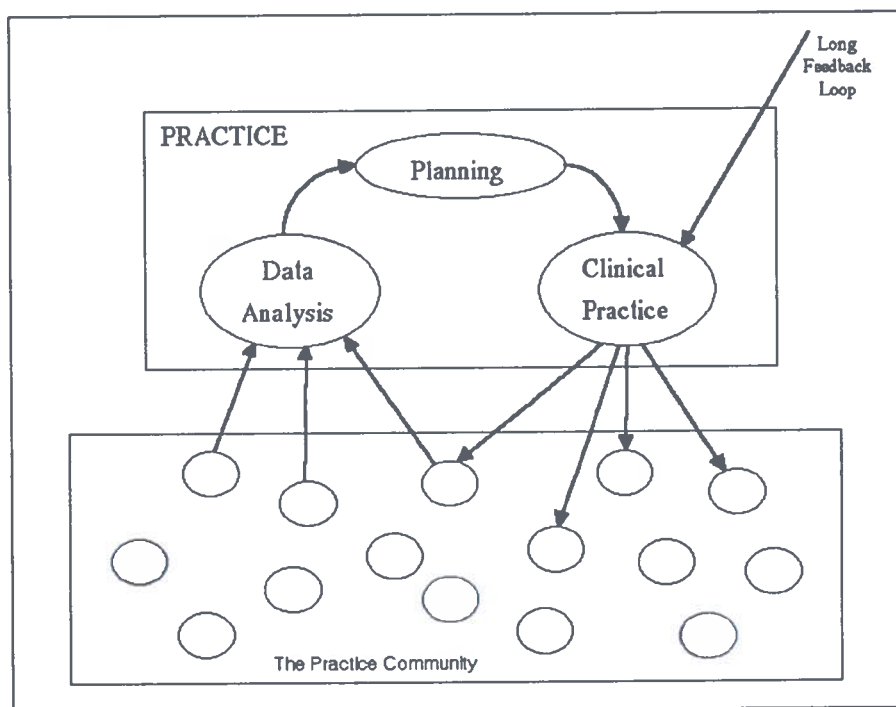 Long
Feedback
Loop
PRACTICE
Planning
Data
Analysis
Clinical
Practice
The Practice Community